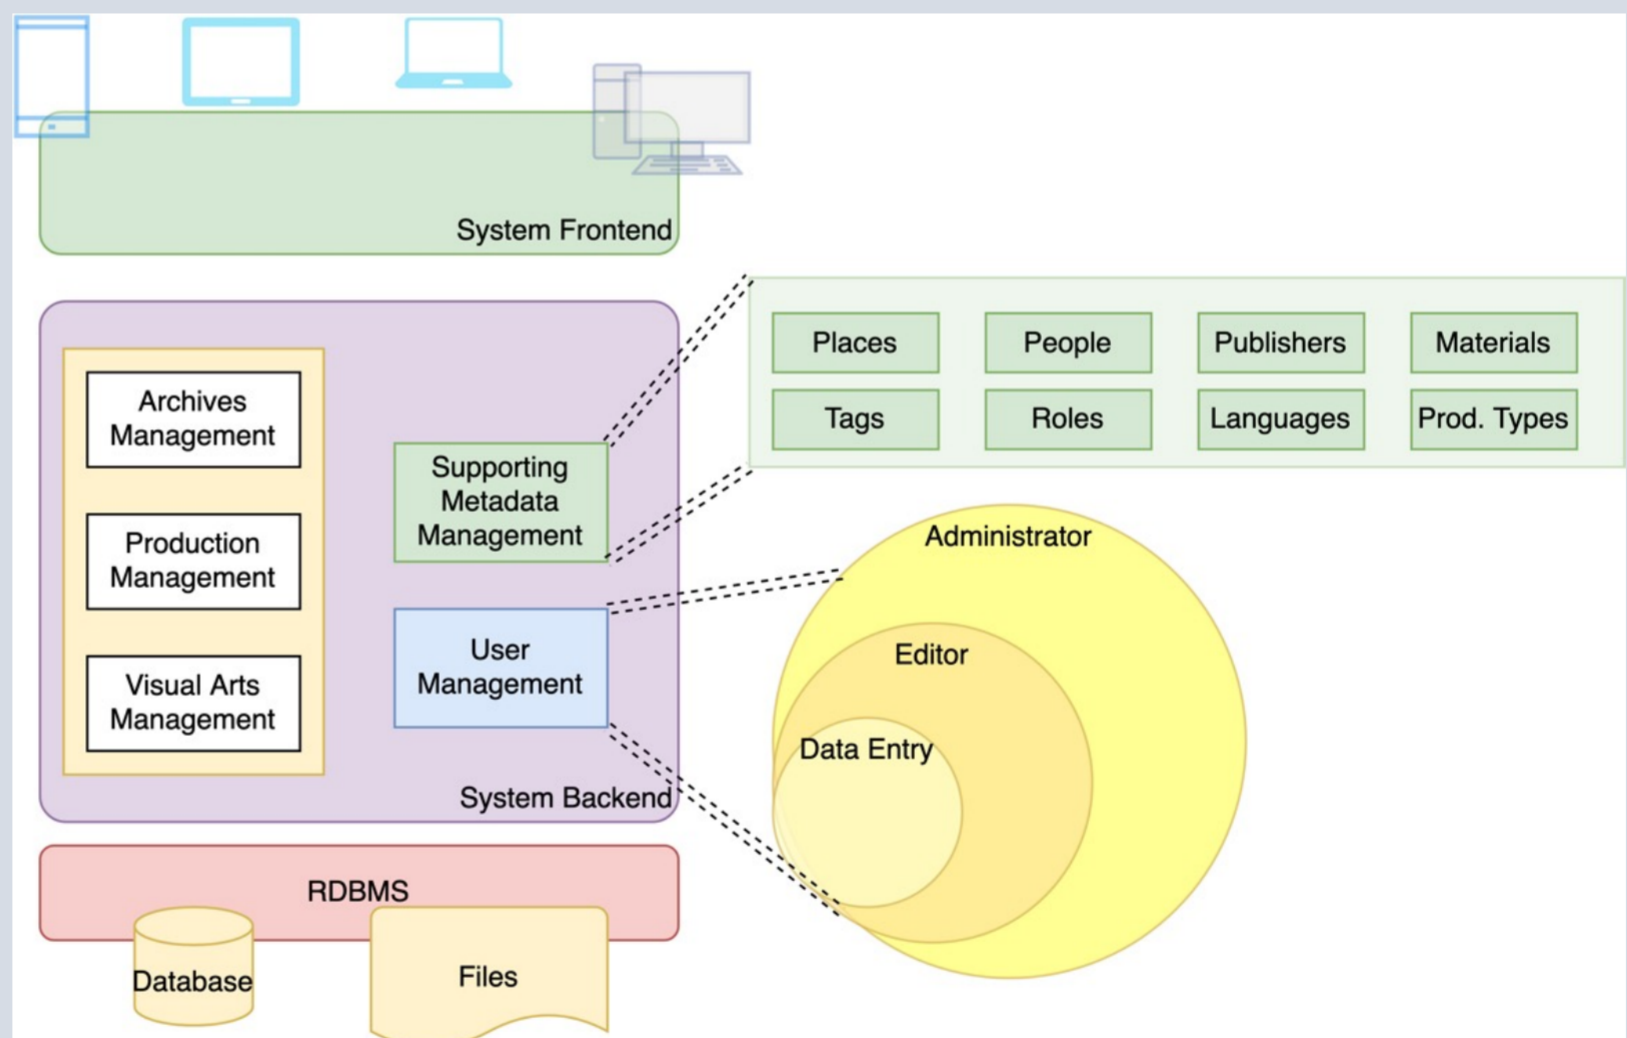 System Frontend
Places
People
Publishers
Materials
Tags
Roles
Languages
Prod. Types
Archives
Management
Production
Management
Visual Arts
Management
Supporting
Metadata
Management
User
Management
System Backend
Administrator
Editor
Data Entry
RDBMS
Database
Files